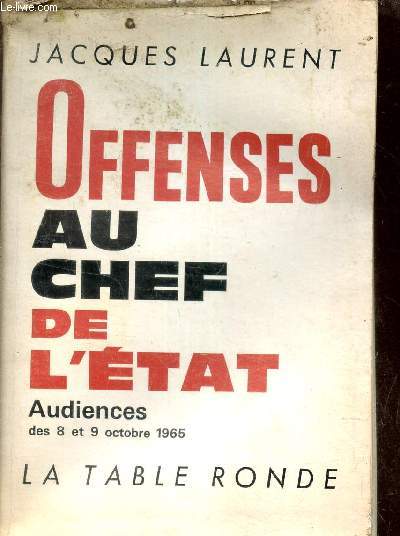 Le-livre.com
JACQUES LAURENT
OFFENSES
AU
CHEF
DE
L'ÉTAT
Audiences
des 8 et 9 octobre 1965
LA TABLE RONDE